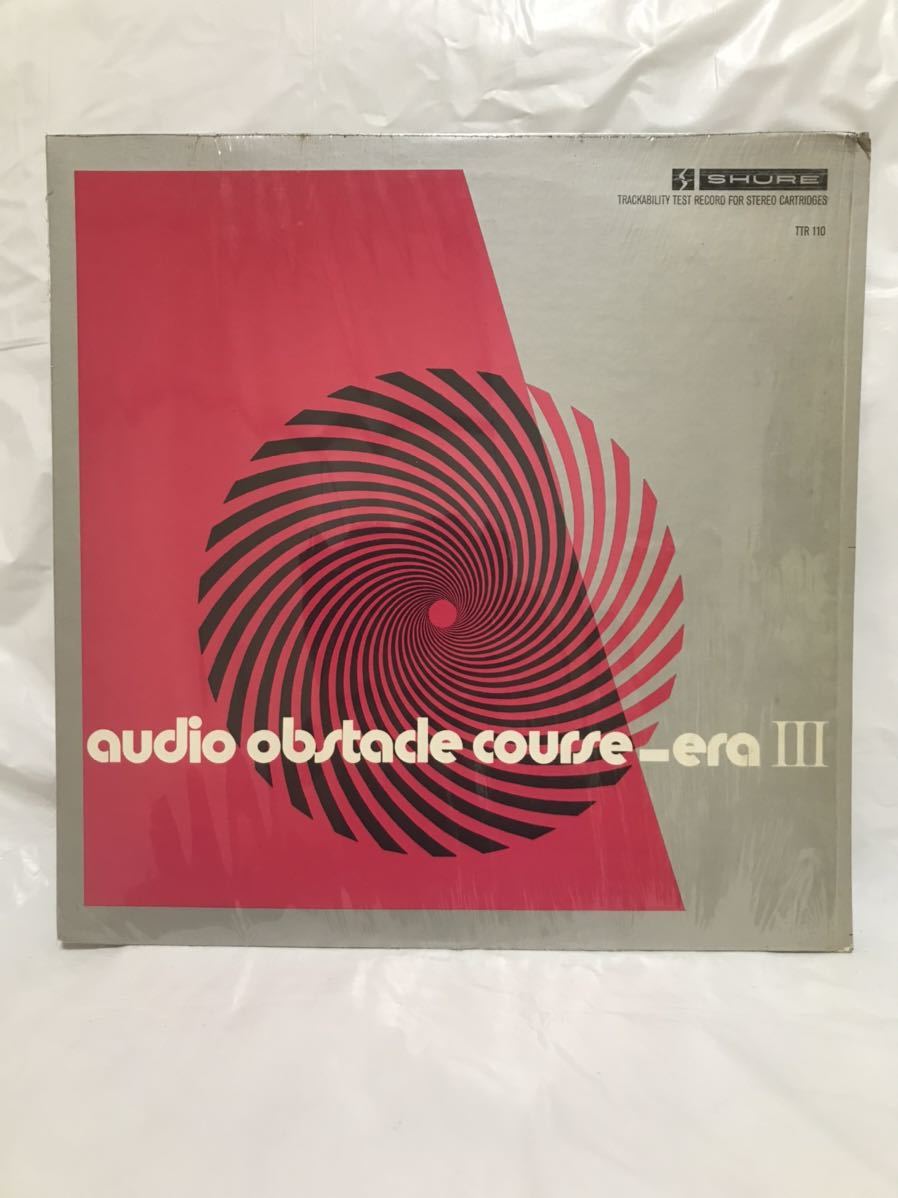 SHURE
TRACKABILITY TEST RECORD FOR STEREO CARTRIDGES
TTR 110
audio obstacle course_era III